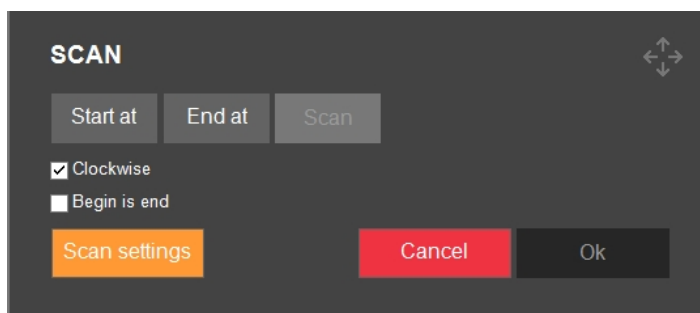 SCAN
Start at End at Scan
Clockwise
Begin is end
Scan settings Cancel Ok